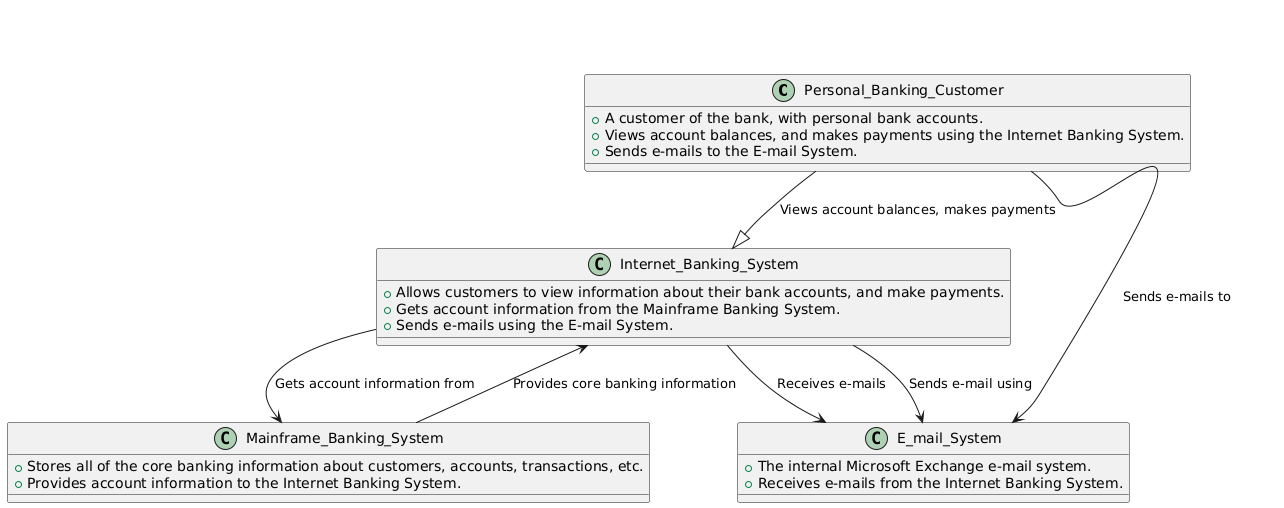 C Personal_Banking_Customer
A customer of the bank, with personal bank accounts.
Views account balances, and makes payments using the Internet Banking System.
Sends e-mails to the E-mail System.
Views account balances, makes payments
C Internet_Banking_System
Allows customers to view information about their bank accounts, and make payments.
Gets account information from the Mainframe Banking System.
Sends e-mails using the E-mail System.
Sends e-mails to
Gets account information from
Provides core banking information
Receives e-mails
Sends e-mail using
C Mainframe_Banking_System
Stores all of the core banking information about customers, accounts, transactions, etc.
Provides account information to the Internet Banking System.
C E_mail_System
The internal Microsoft Exchange e-mail system.
Receives e-mails from the Internet Banking System.